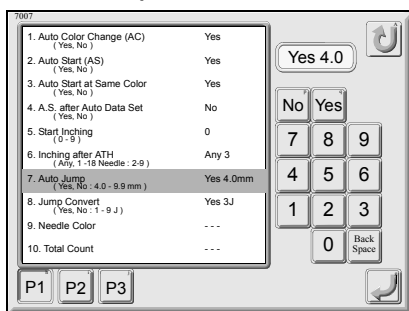 7007
1. Auto Color Change (AC) Yes
( Yes, No )
2. Auto Start (AS) Yes
( Yes, No )
3. Auto Start at Same Color Yes
( Yes, No )
4. A.S. after Auto Data Set No
( Yes, No )
5. Start Inching 0
( 0 - 9 )
6. Inching after ATH Any 3
( Any, 1 -18 Needle : 2-9 )
7. Auto Jump Yes 4.0mm
( Yes, No : 4.0 - 9.9 mm )
8. Jump Convert Yes 3J
( Yes, No : 1 - 9 J )
9. Needle Color - - -
10. Total Count - - -
Yes 4.0
No Yes
7 8 9
4 5 6
1 2 3
0 Back
Space
P1 P2 P3